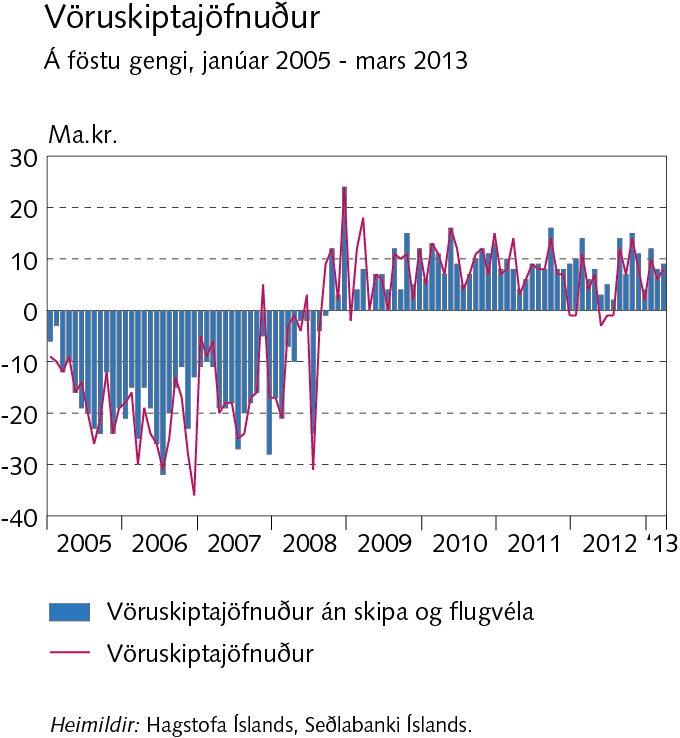 Vöruskiptajöfnuður
Á föstu gengi, janúar 2005 - mars 2013
Ma.kr.
30
20
10
0
-10
-20
-30
-40
2005 2006 2007 2008 2009 2010 2011 2012 '13
Vöruskiptajöfnuður án skipa og flugvéla
Vöruskiptajöfnuður
Heimildir: Hagstofa Íslands, Seðlabanki Íslands.